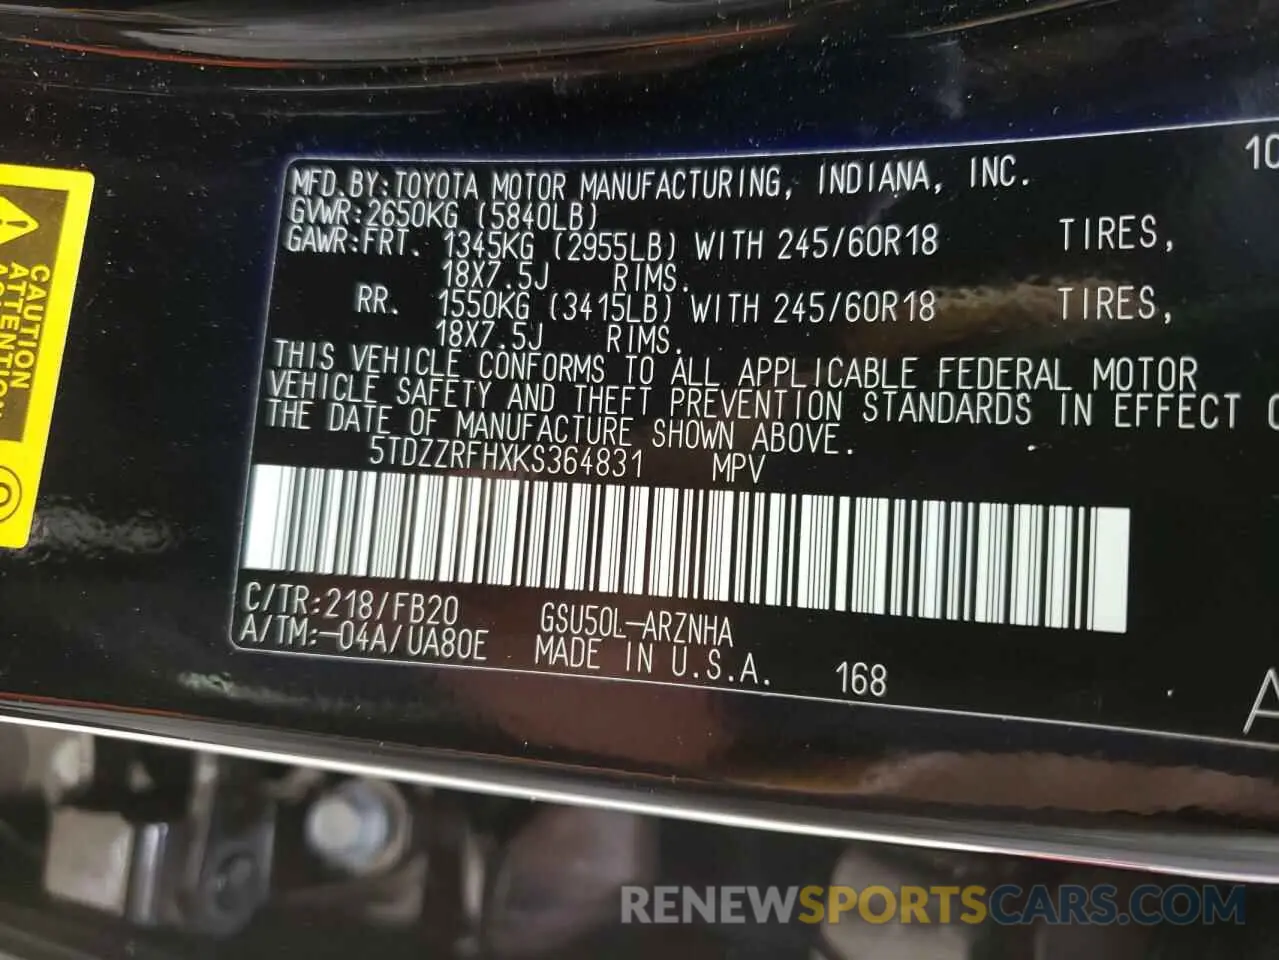 10
MFD.BY:TOYOTA MOTOR MANUFACTURING, INDIANA, INC.
GVWR:2650KG (5840LB)
GAWR:FRT. 1345KG (2955LB) WITH 245/60R18 TIRES,
18X7.5J RIMS.
RR. 1550KG (3415LB) WITH 245/60R18 TIRES,
18X7.5J RIMS.
THIS VEHICLE CONFORMS TO ALL APPLICABLE FEDERAL MOTOR
VEHICLE SAFETY AND THEFT PREVENTION STANDARDS IN EFFECT
THE DATE OF MANUFACTURE SHOWN ABOVE.
5TDZZRFHXKS364831 MPV
C/TR:218/FB20 GSU50L-ARZNHA
A/TM:-04A/UA80E MADE IN U.S.A. 168
A
CAUTION
ATTENTION
RENEWSPORTSCARS.COM